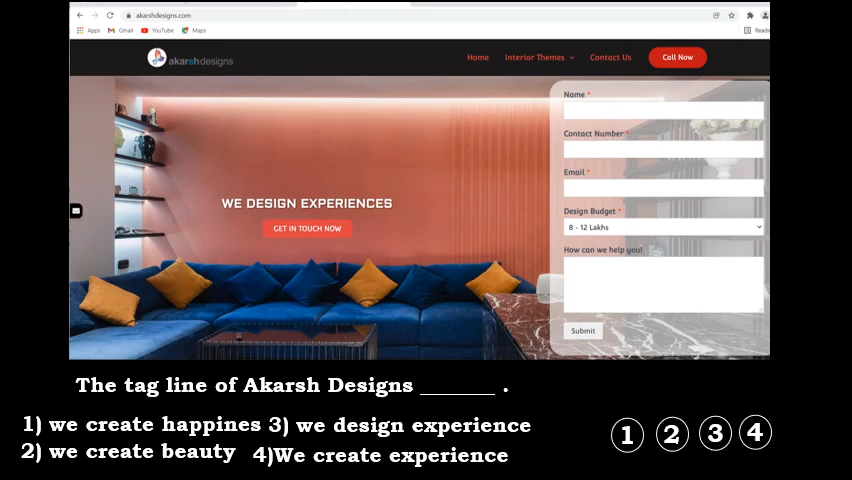 akarshdesigns.com
Apps Gmail YouTube Maps
akarshdesigns Home Interior Themes Contact Us Call Now
Name *
Contact Number *
Email *
WE DESIGN EXPERIENCES
GET IN TOUCH NOW
Design Budget *
8 - 12 Lakhs
How can we help you!
Submit
The tag line of Akarsh Designs _______ .
1) we create happines 3) we design experience
2) we create beauty 4)We create experience
1 2 3 4